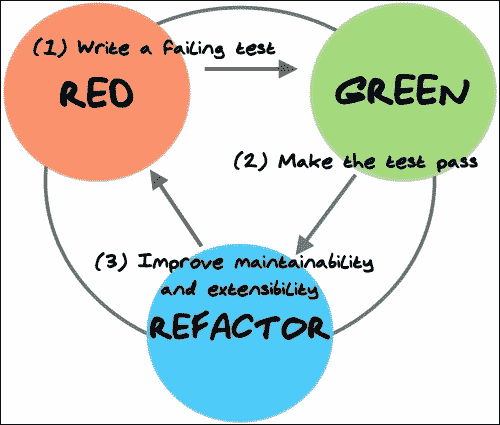 (1) Write a failing test
RED
GREEN
(2) Make the test pass
(3) Improve maintainability
and extensibility
REFACTOR